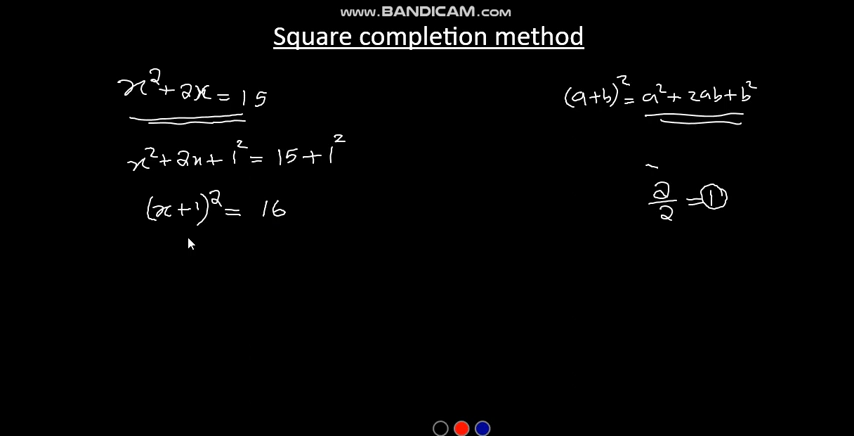 www.BANDICAM.com
Square completion method
x² + 2x = 15
(a+b)² = a² + 2ab + b²
x² + 2x + 1² = 15 + 1²
2/2 = 1
(x + 1)² = 16